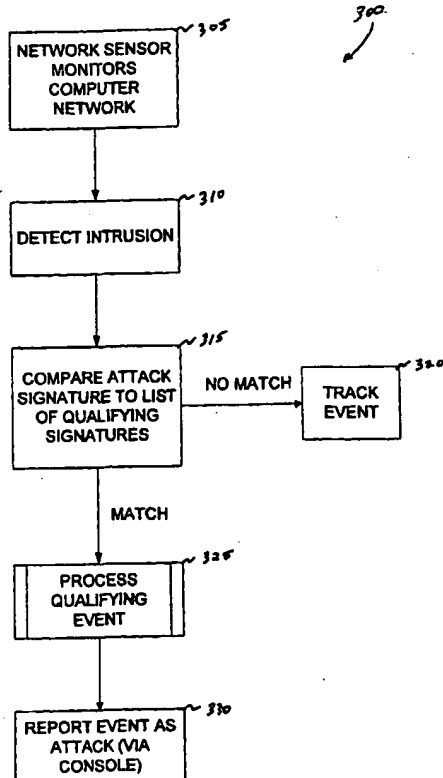 300
305
NETWORK SENSOR
MONITORS
COMPUTER
NETWORK
310
DETECT INTRUSION
315
COMPARE ATTACK
SIGNATURE TO LIST
OF QUALIFYING
SIGNATURES
NO MATCH
320
TRACK
EVENT
MATCH
325
PROCESS
QUALIFYING
EVENT
330
REPORT EVENT AS
ATTACK (VIA
CONSOLE)